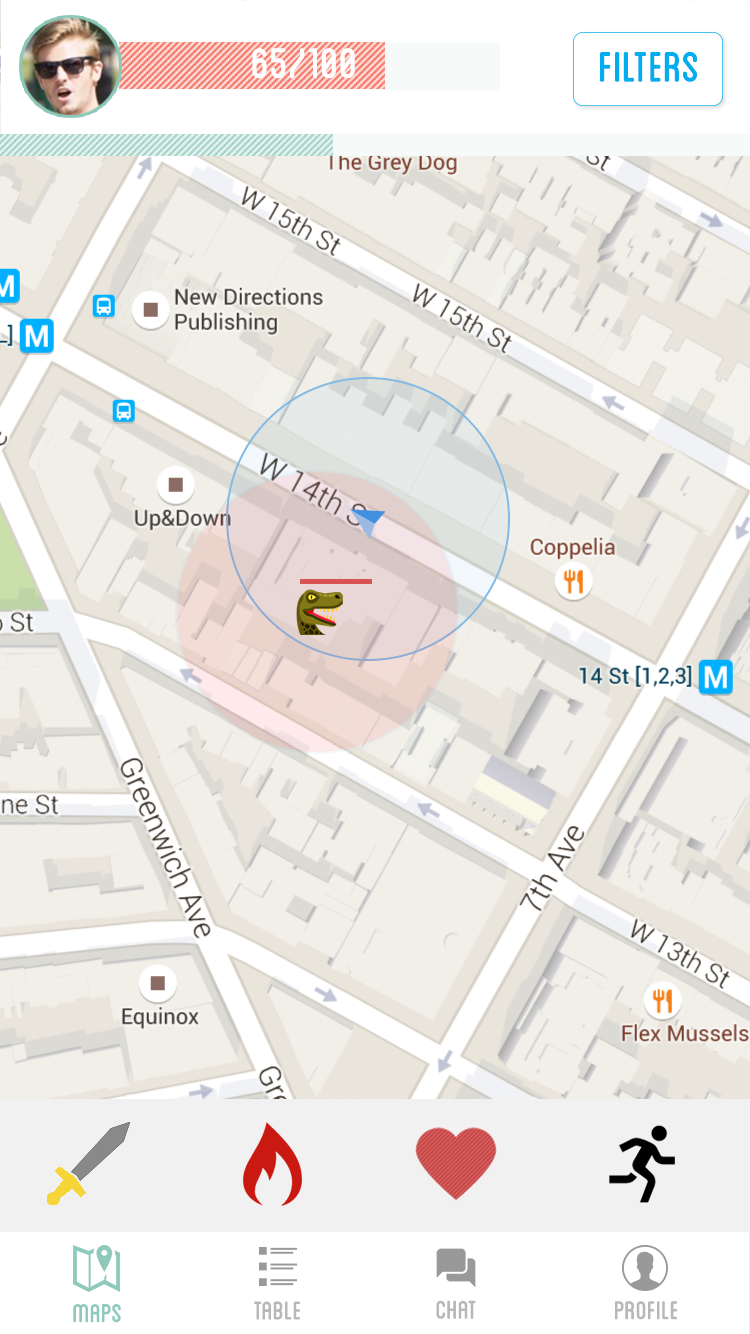 65/100
FILTERS
The Grey Dog
St
W 15th St
W 15th St
New Directions
Publishing
M
M
W 14th S
Up&Down
Coppelia
St
14 St [1,2,3]
M
ne St
Greenwich Ave
7th Ave
W 13th St
Equinox
Flex Mussels
Gre
MAPS
TABLE
CHAT
PROFILE